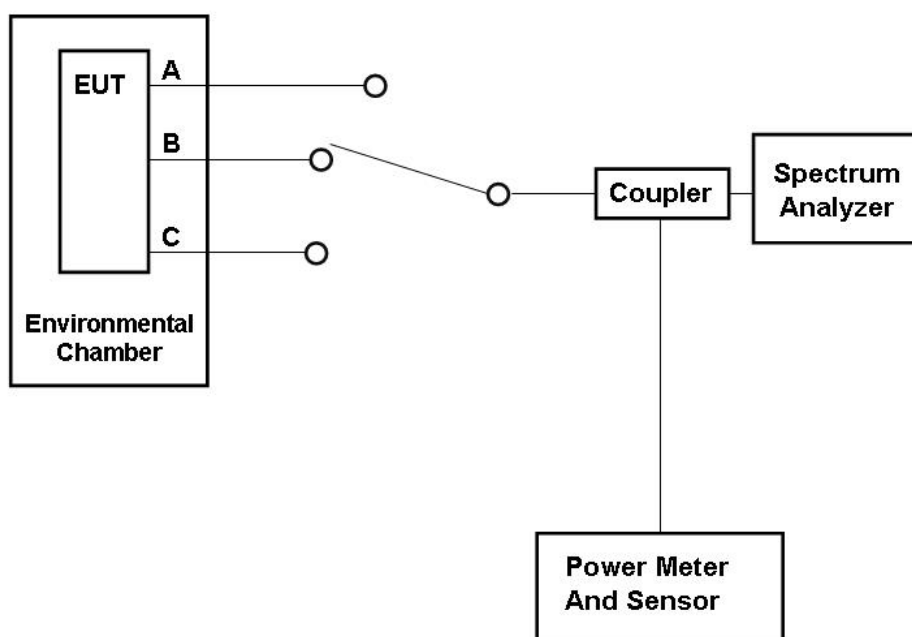 EUT
A
B
C
Environmental
Chamber
Coupler
Spectrum
Analyzer
Power Meter
And Sensor